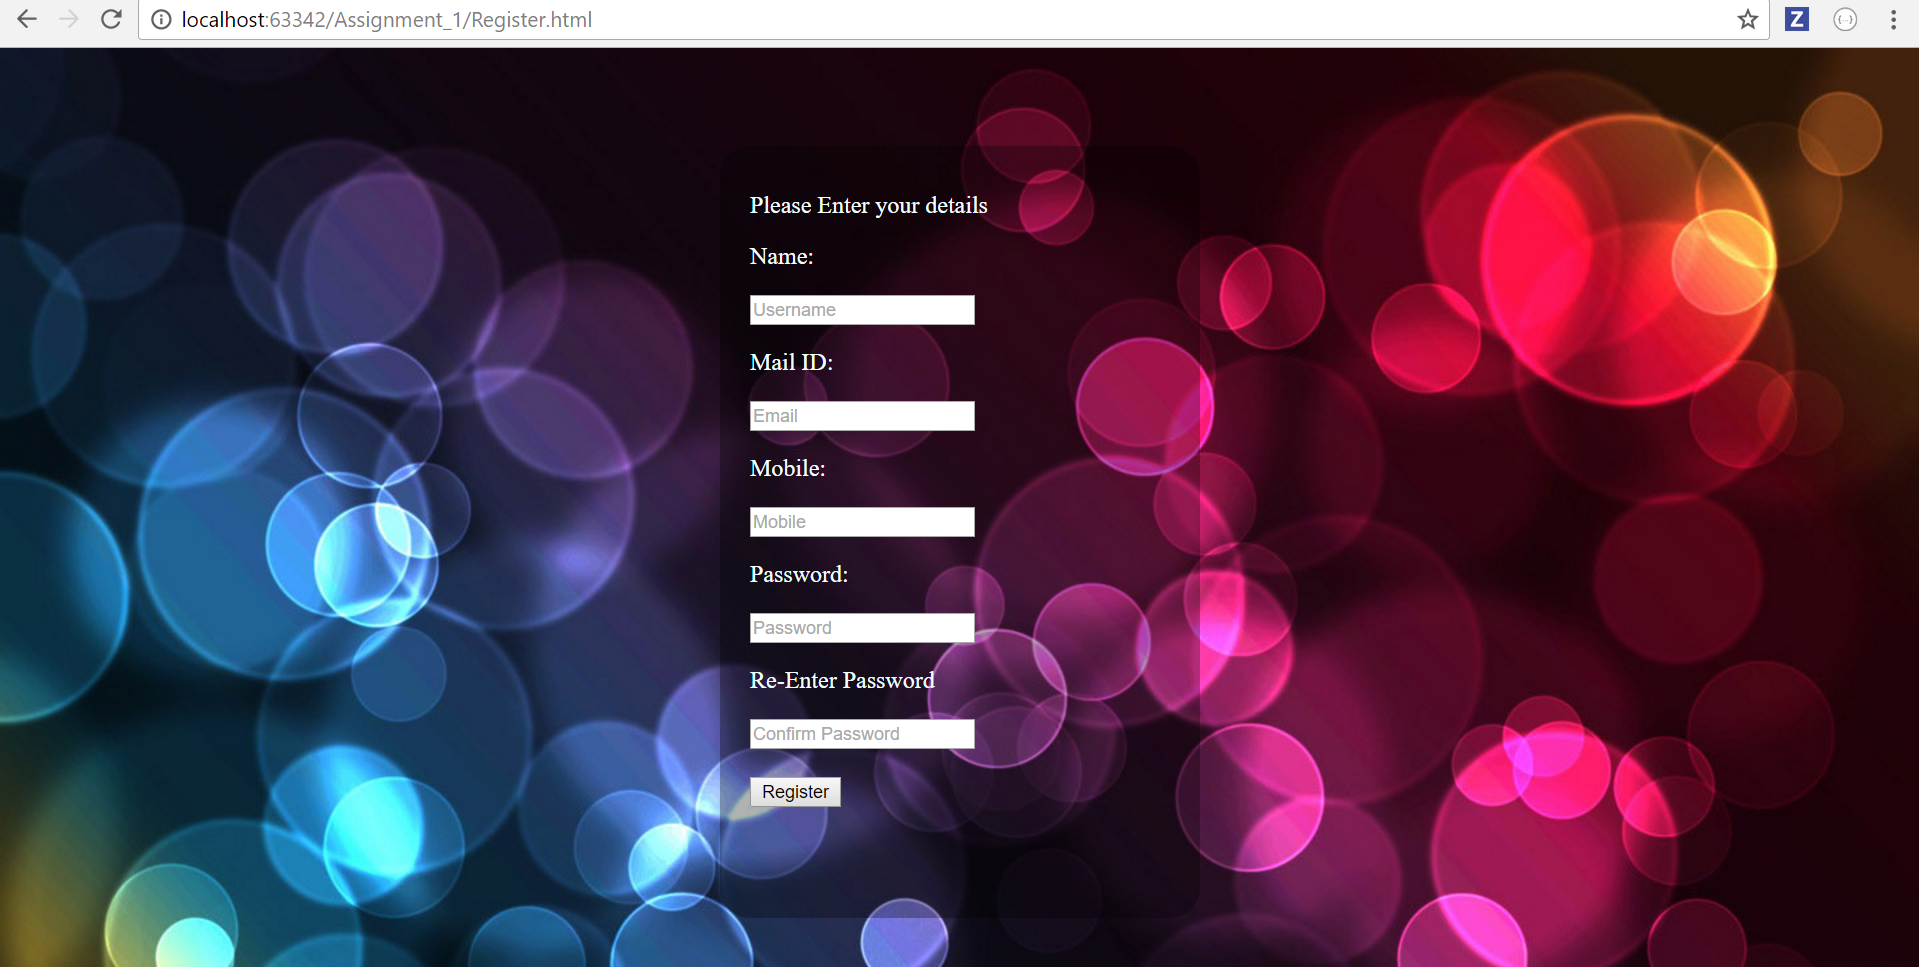 localhost:63342/Assignment_1/Register.html
Z
{...}
Please Enter your details
Name:
Username
Mail ID:
Email
Mobile:
Mobile
Password:
Password
Re-Enter Password
Confirm Password
Register